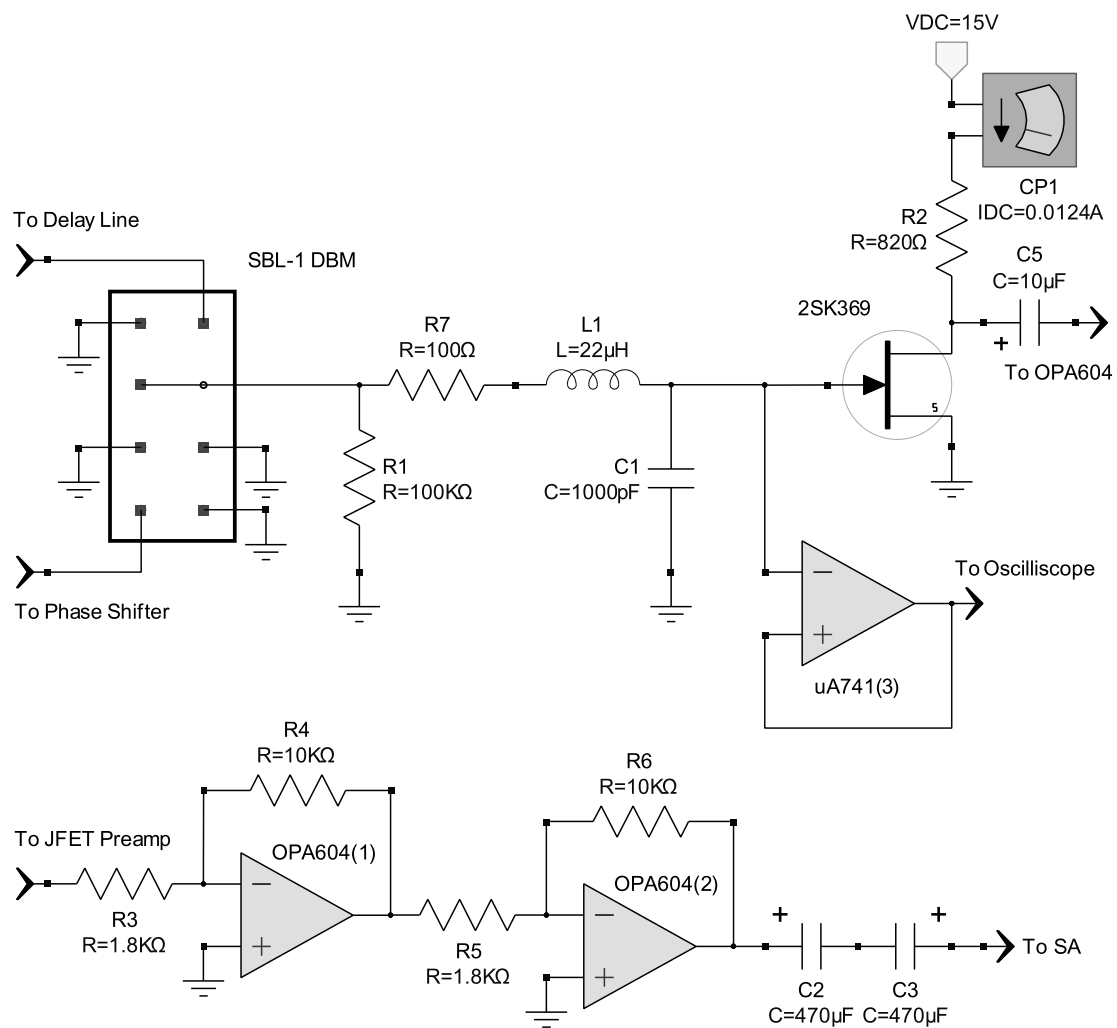 VDC=15V
CP1
IDC=0.0124A
R2
R=820Ω
C5
C=10µF
+
To OPA604
To Delay Line
SBL-1 DBM
R7
R=100Ω
L1
L=22µH
2SK369
S
R1
R=100KΩ
C1
C=1000pF
To Phase Shifter
−
+
To Oscilliscope
uA741(3)
R4
R=10KΩ
R6
R=10KΩ
To JFET Preamp
OPA604(1)
−
+
R3
R=1.8KΩ
OPA604(2)
−
+
R5
R=1.8KΩ
+
+
To SA
C2
C=470µF
C3
C=470µF